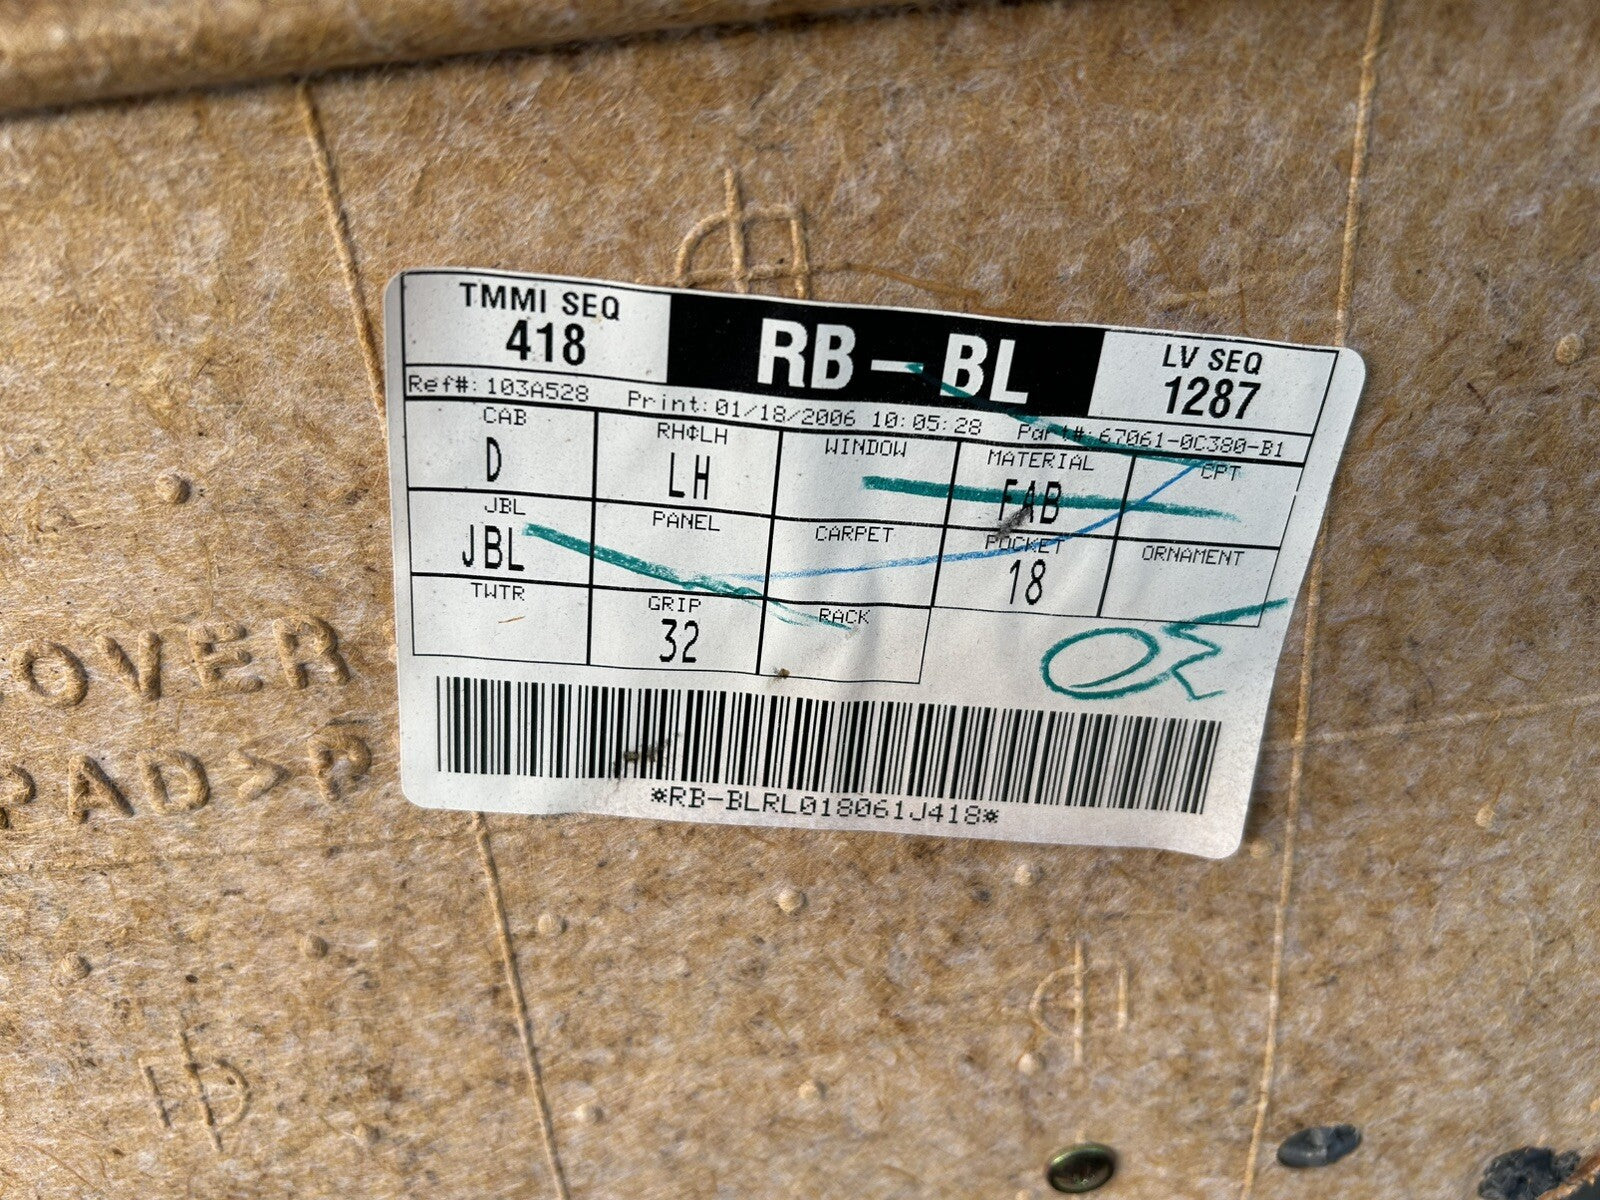 TMMI SEQ
418
RB-BL
LV SEQ
1287
Ref#: 103A528 Print: 01/18/2006 10:05:28 Part#: 67061-0C380-B1
CAB
D
RH¢LH
LH
WINDOW
MATERIAL
FAB
CPT
JBL
JBL
PANEL
CARPET
POCKET
18
ORNAMENT
TWTR
GRIP
32
RACK
*RB-BLRL018061J418*
OVER